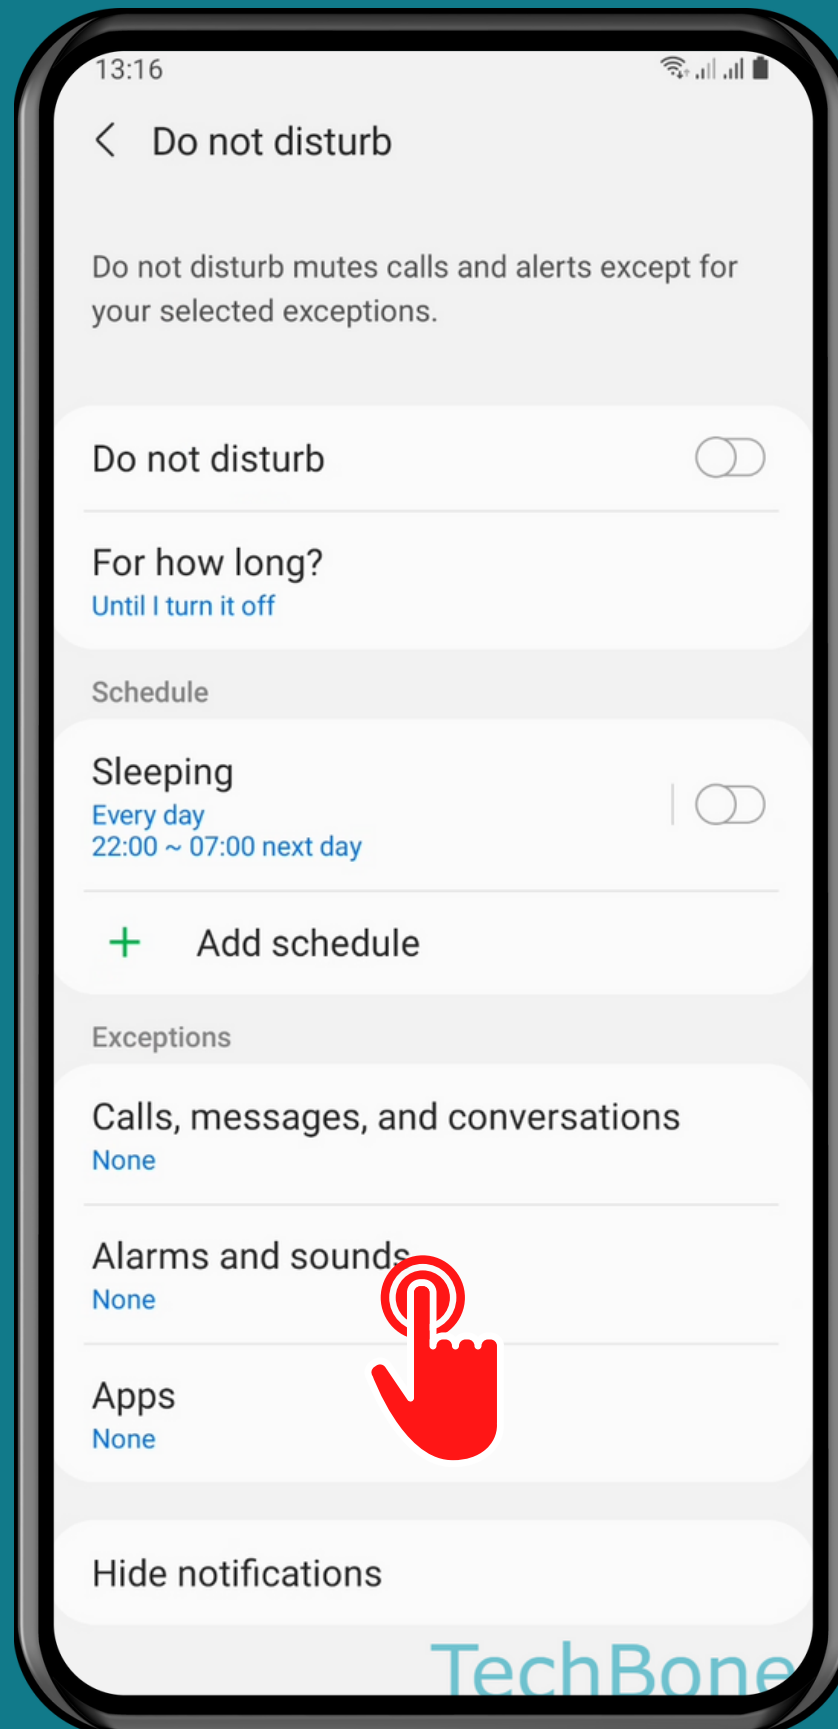 13:16
Do not disturb
Do not disturb mutes calls and alerts except for
your selected exceptions.
Do not disturb
For how long?
Until I turn it off
Schedule
Sleeping
Every day
22:00 ~ 07:00 next day
+ Add schedule
Exceptions
Calls, messages, and conversations
None
Alarms and sounds
None
Apps
None
Hide notifications
TechBone